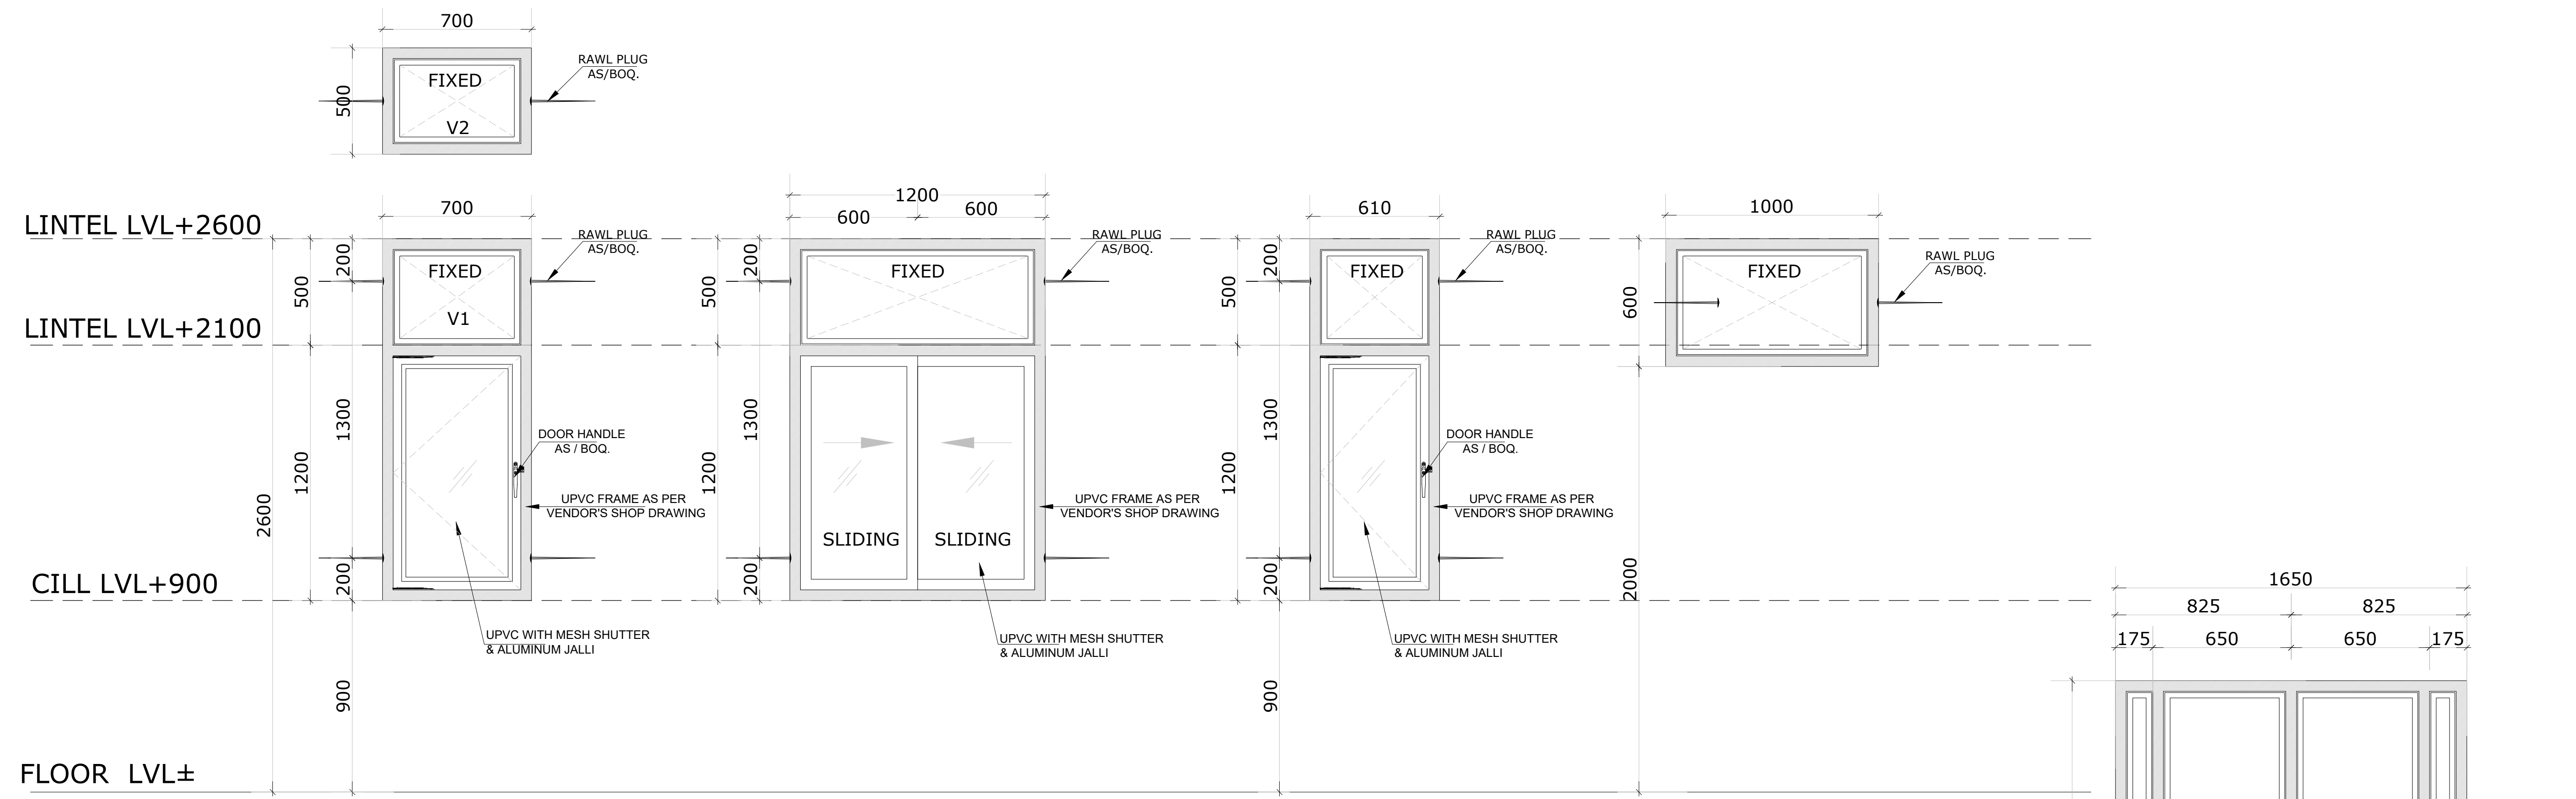 700
500
FIXED
V2
RAWL PLUG
AS/BOQ.
LINTEL LVL+2600
LINTEL LVL+2100
CILL LVL+900
FLOOR LVL±
2600
700
200
500
1300
1200
200
900
FIXED
V1
RAWL PLUG
AS/BOQ.
DOOR HANDLE
AS / BOQ.
UPVC FRAME AS PER
VENDOR'S SHOP DRAWING
UPVC WITH MESH SHUTTER
& ALUMINUM JALLI
1200
600 600
200
500
1300
1200
200
FIXED
SLIDING SLIDING
RAWL PLUG
AS/BOQ.
UPVC FRAME AS PER
VENDOR'S SHOP DRAWING
UPVC WITH MESH SHUTTER
& ALUMINUM JALLI
610
200
500
1300
1200
200
900
FIXED
RAWL PLUG
AS/BOQ.
DOOR HANDLE
AS / BOQ.
UPVC FRAME AS PER
VENDOR'S SHOP DRAWING
UPVC WITH MESH SHUTTER
& ALUMINUM JALLI
1000
600
2000
FIXED
RAWL PLUG
AS/BOQ.
1650
825 825
175 650 650 175